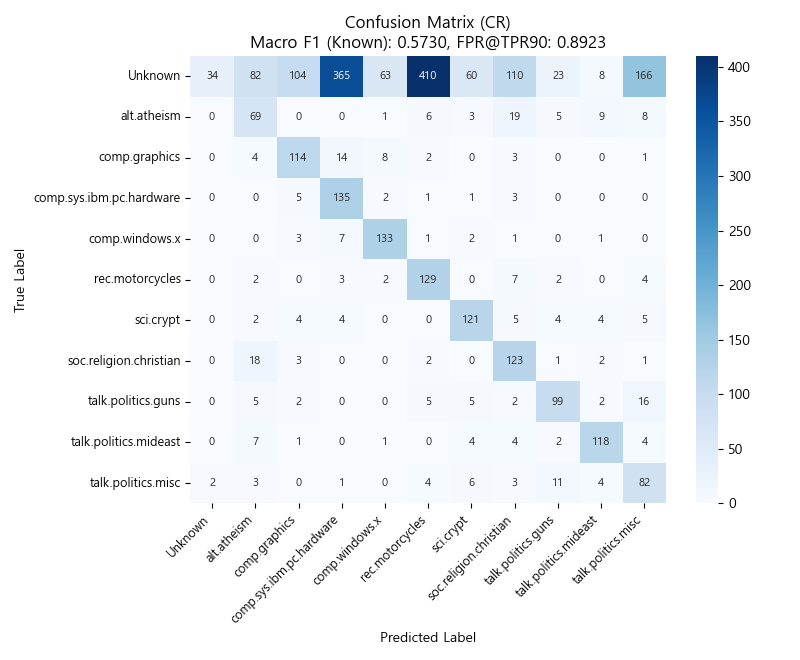 Confusion Matrix (CR)
Macro F1 (Known): 0.5730, FPR@TPR90: 0.8923
True Label
Unknown 34 82 104 365 63 410 60 110 23 8 166
alt.atheism 0 69 0 0 1 6 3 19 5 9 8
comp.graphics 0 4 114 14 8 2 0 3 0 0 1
comp.sys.ibm.pc.hardware 0 0 5 135 2 1 1 3 0 0 0
comp.windows.x 0 0 3 7 133 1 2 1 0 1 0
rec.motorcycles 0 2 0 3 2 129 0 7 2 0 4
sci.crypt 0 2 4 4 0 0 121 5 4 4 5
soc.religion.christian 0 18 3 0 0 2 0 123 1 2 1
talk.politics.guns 0 5 2 0 0 5 5 2 99 2 16
talk.politics.mideast 0 7 1 0 1 0 4 4 2 118 4
talk.politics.misc 2 3 0 1 0 4 6 3 11 4 82
Unknown
alt.atheism
comp.graphics
comp.sys.ibm.pc.hardware
comp.windows.x
rec.motorcycles
sci.crypt
soc.religion.christian
talk.politics.guns
talk.politics.mideast
talk.politics.misc
Predicted Label
400
350
300
250
200
150
100
50
0